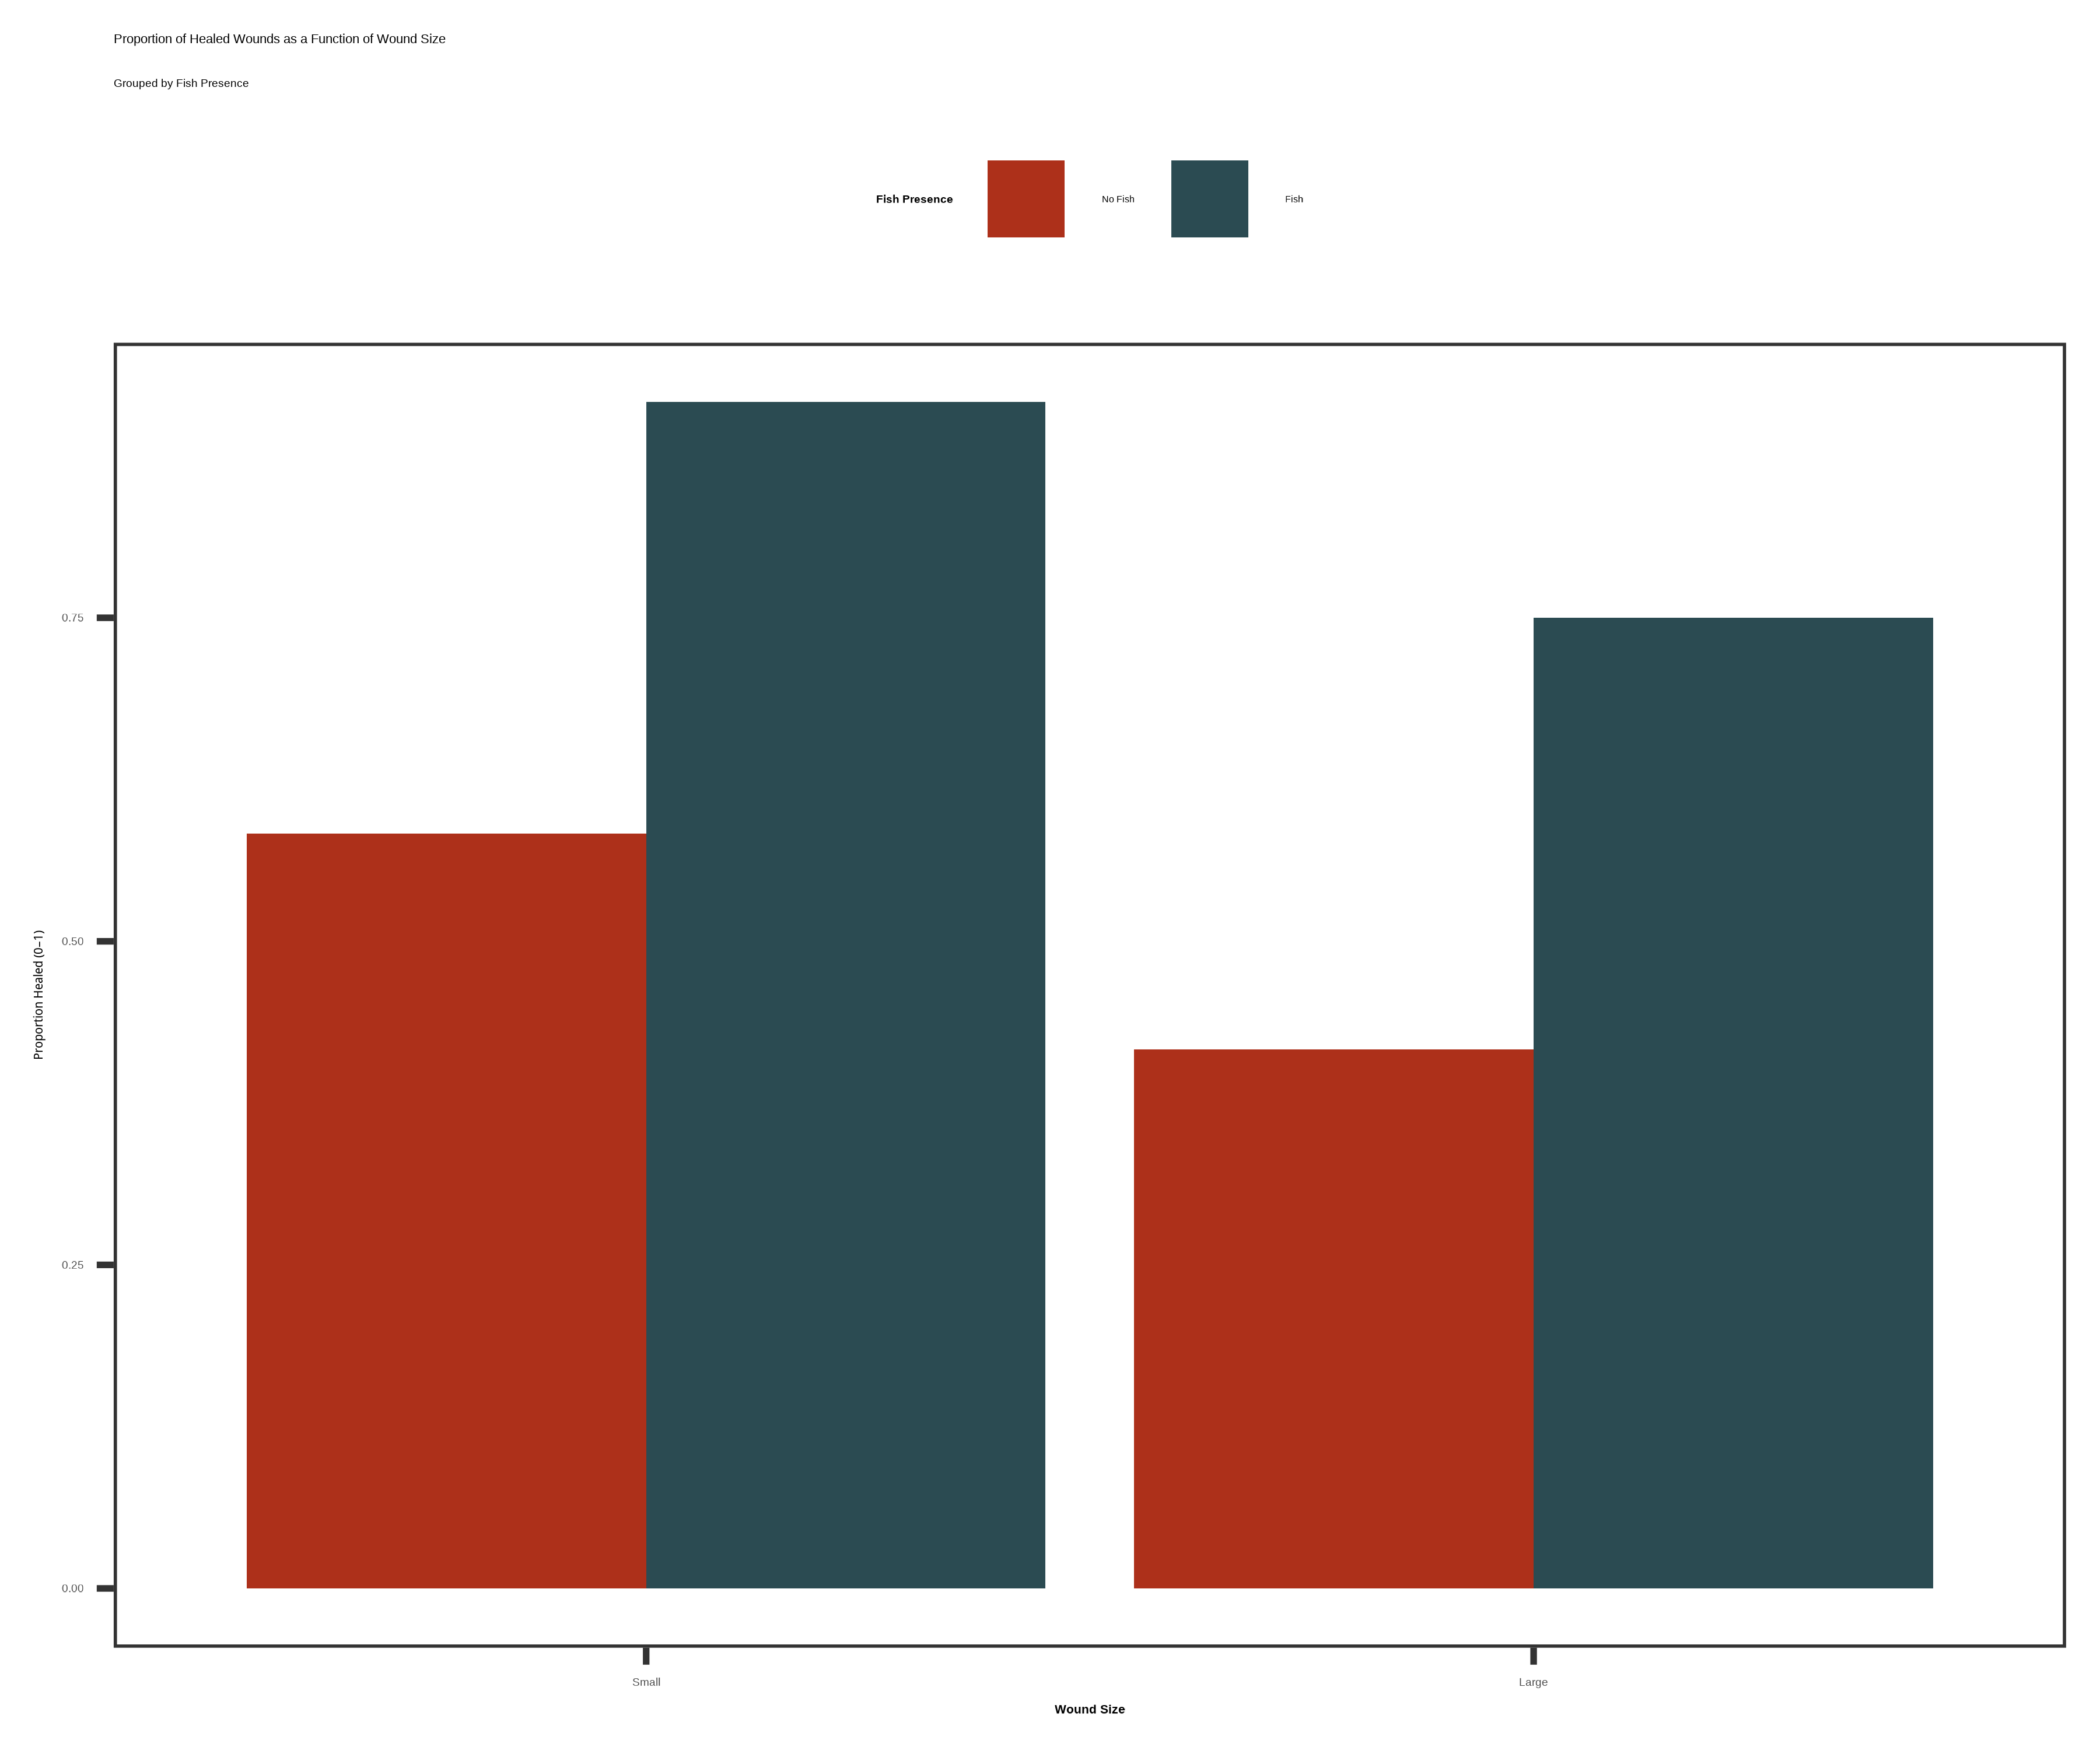 Proportion of Healed Wounds as a Function of Wound Size
Grouped by Fish Presence
Fish Presence
No Fish
Fish
Proportion Healed (0–1)
0.75
0.50
0.25
0.00
Small
Large
Wound Size